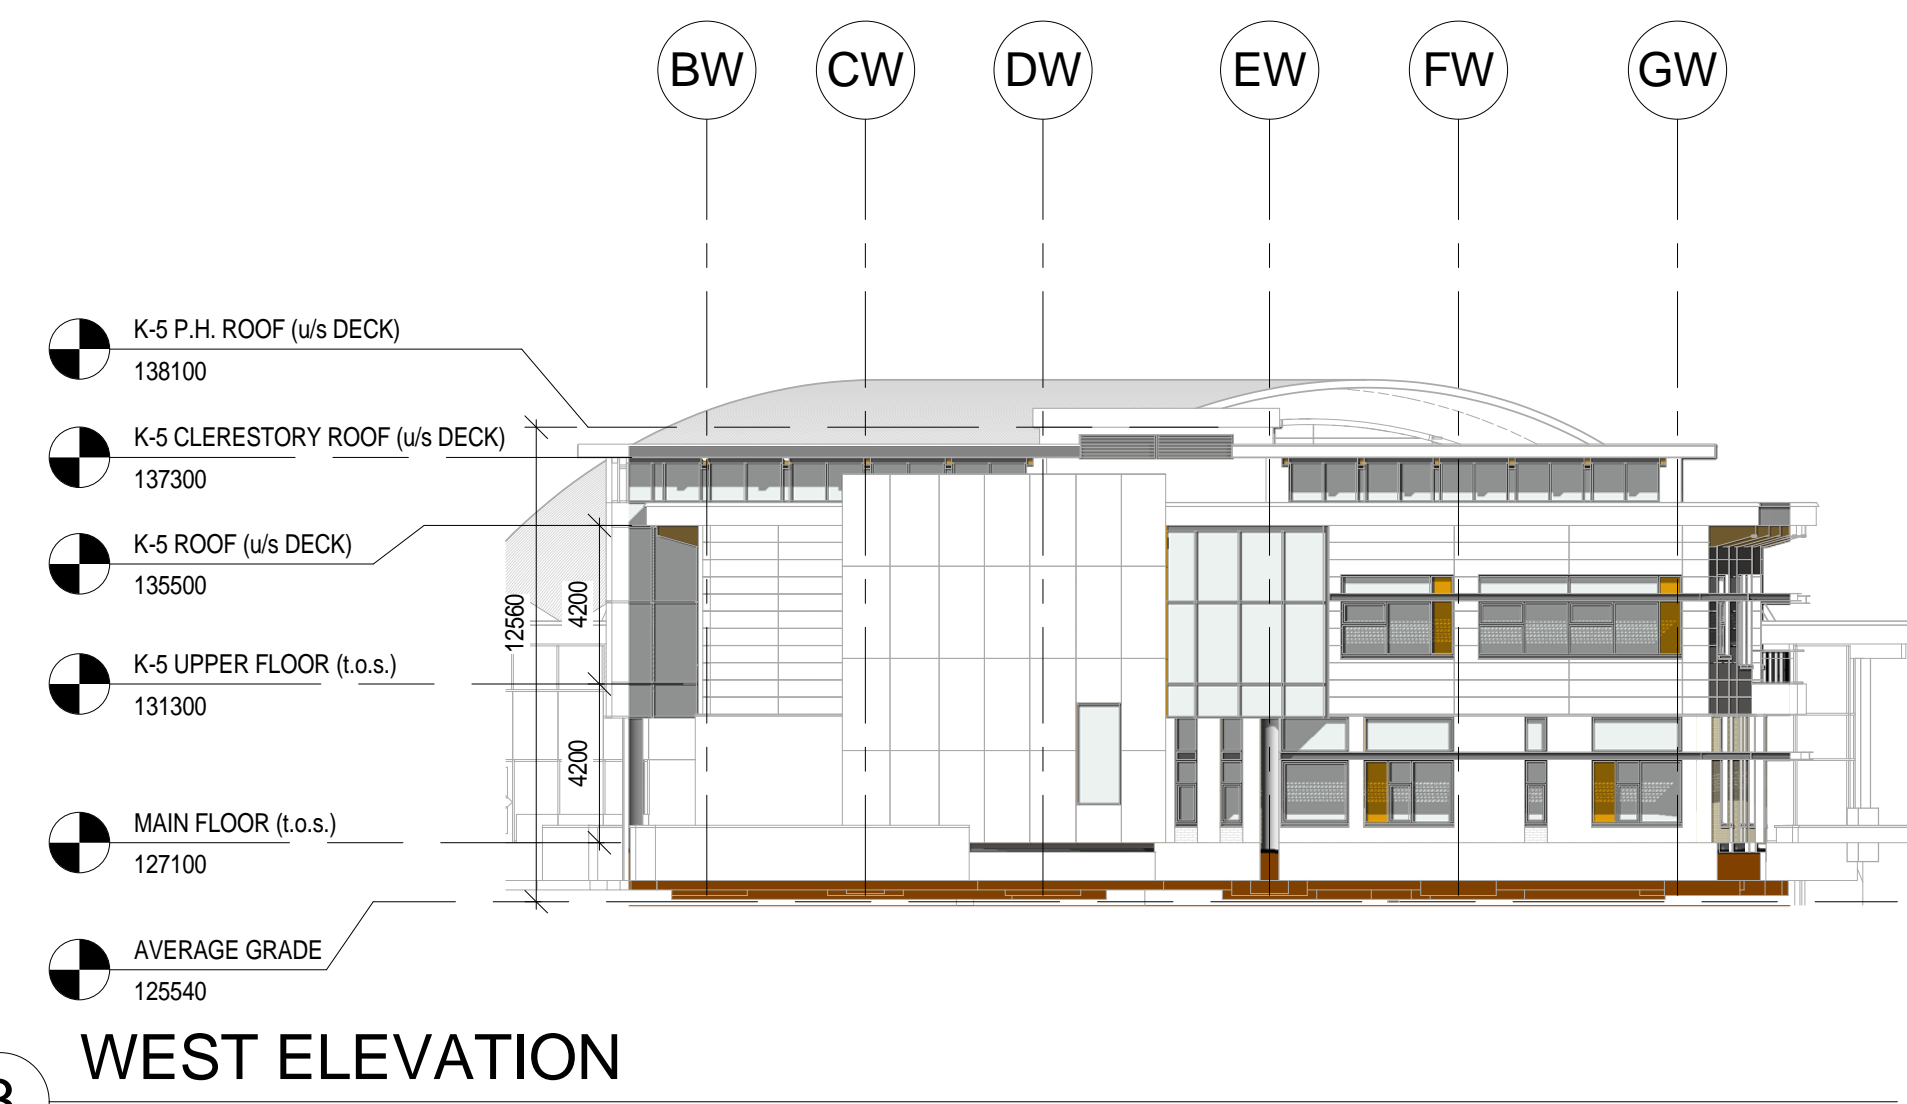 BW CW DW EW FW GW
K-5 P.H. ROOF (u/s DECK)
138100
K-5 CLERESTORY ROOF (u/s DECK)
137300
K-5 ROOF (u/s DECK)
135500
12560
4200
K-5 UPPER FLOOR (t.o.s.)
131300
4200
MAIN FLOOR (t.o.s.)
127100
AVERAGE GRADE
125540
WEST ELEVATION